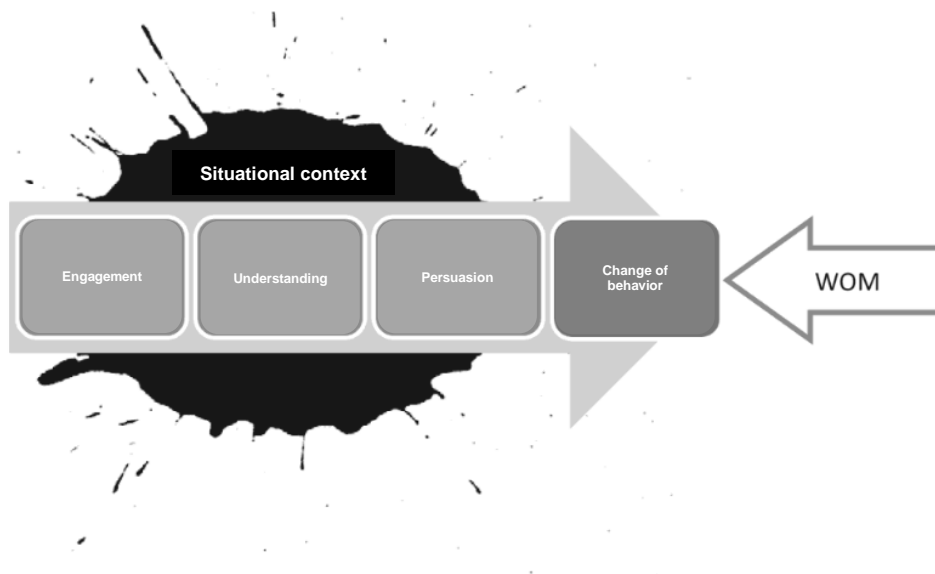 Situational context
Engagement
Understanding
Persuasion
Change of
behavior
WOM